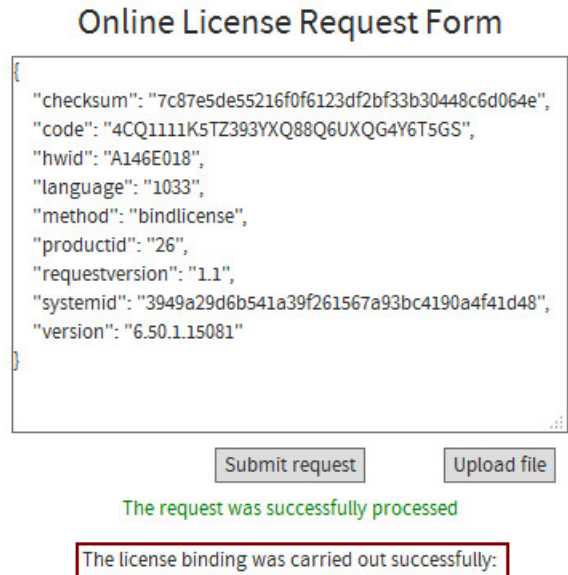 Online License Request Form
{
"checksum": "7c87e5de55216f0f6123df2bf33b30448c6d064e",
"code": "4CQ1111K5TZ393YXQ88Q6UXQG4Y6T5GS",
"hwid": "A146E018",
"language": "1033",
"method": "bindlicense",
"productid": "26",
"requestversion": "1.1",
"systemid": "3949a29d6b541a39f261567a93bc4190a4f41d48",
"version": "6.50.1.15081"
}
Submit request Upload file
The request was successfully processed
The license binding was carried out successfully: